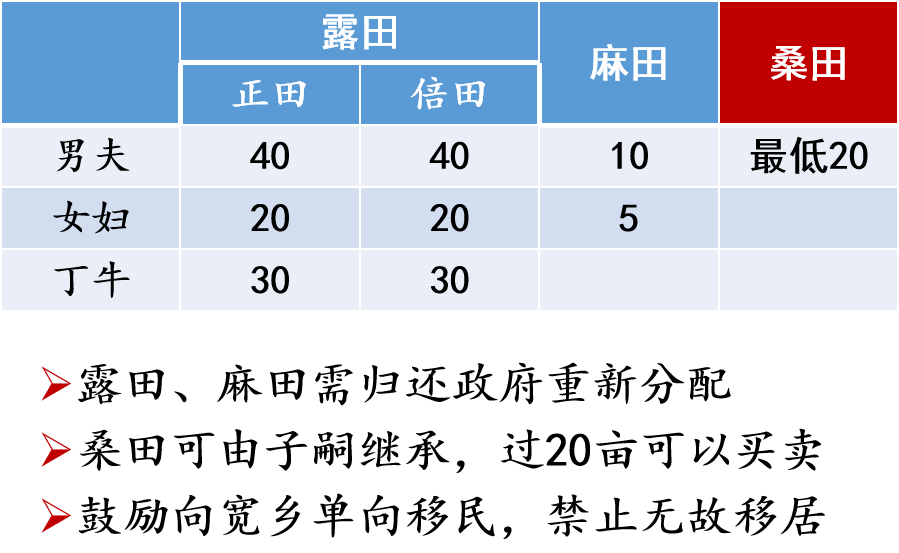 露田 麻田 桑田
正田 倍田
男夫 40 40 10 最低20
女妇 20 20 5
丁牛 30 30
露田、麻田需归还政府重新分配
桑田可由子嗣继承，过20亩可以买卖
鼓励向宽乡单向移民，禁止无故移居